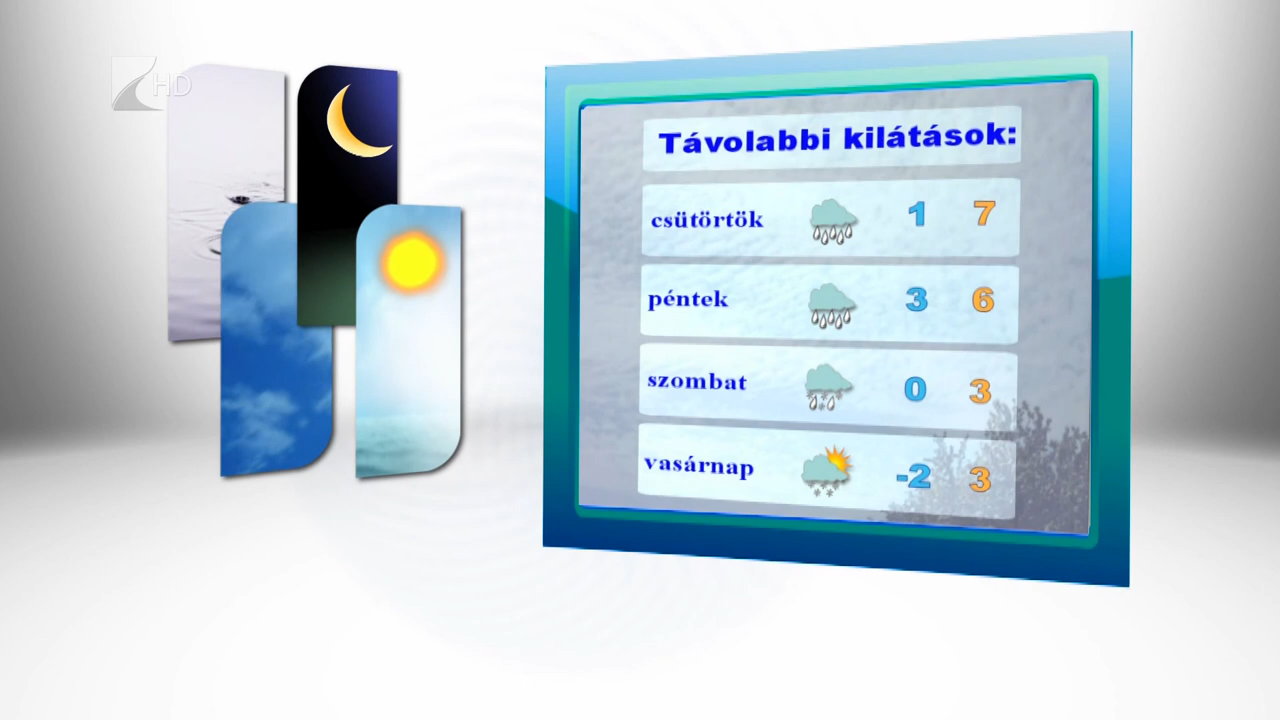 HD
Távolabbi kilátások:
csütörtök 1 7
péntek 3 6
szombat 0 3
vasárnap -2 3